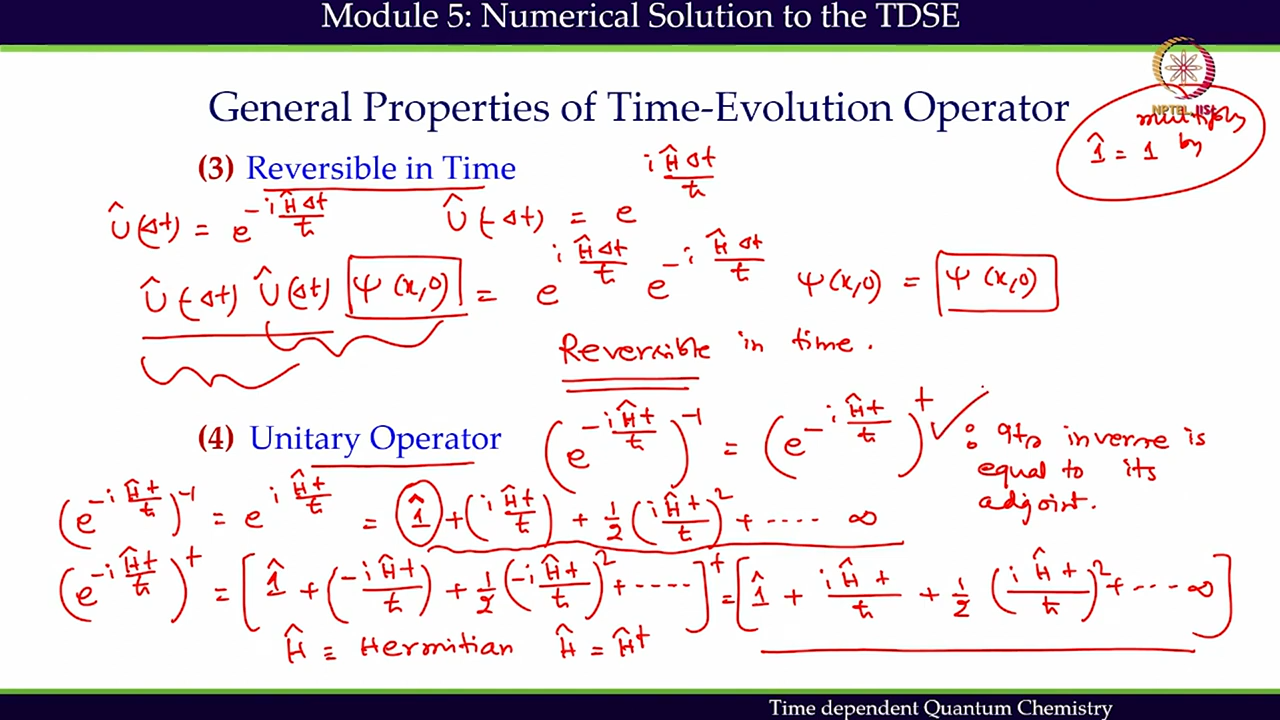 Module 5: Numerical Solution to the TDSE
NPTEL IISc
General Properties of Time-Evolution Operator
multiply
1̂ = 1 by
(3) Reversible in Time
Û(Δt) = e^{-iĤΔt/ħ} Û(-Δt) = e^{iĤΔt/ħ}
Û(-Δt) Û(Δt) ψ(x,0) = e^{iĤΔt/ħ} e^{-iĤΔt/ħ} ψ(x,0) = ψ(x,0)
Reversible in time.
(4) Unitary Operator (e^{-iĤt/ħ})^{-1} = (e^{-iĤt/ħ})^† ✓ : Its inverse is
equal to its
adjoint.
(e^{-iĤt/ħ})^{-1} = e^{iĤt/ħ} = 1̂ + (iĤt/ħ) + 1/2 (iĤt/ħ)^2 + ..... ∞
(e^{-iĤt/ħ})^† = [1̂ + (-iĤt/ħ) + 1/2 (-iĤt/ħ)^2 + .....]^† = [1̂ + iĤt/ħ + 1/2 (iĤt/ħ)^2 + .... ∞]
Ĥ ≡ Hermitian Ĥ = Ĥ^†
Time dependent Quantum Chemistry